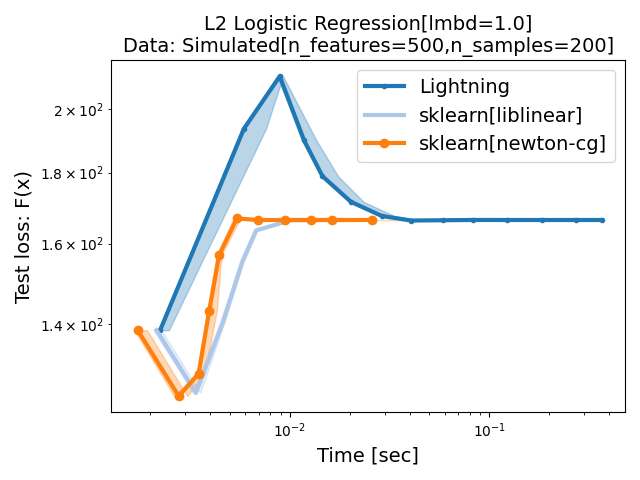 L2 Logistic Regression[lmbd=1.0]
Data: Simulated[n_features=500,n_samples=200]
Lightning
sklearn[liblinear]
sklearn[newton-cg]
Test loss: F(x)
2 × 10²
1.8 × 10²
1.6 × 10²
1.4 × 10²
10⁻²
10⁻¹
Time [sec]